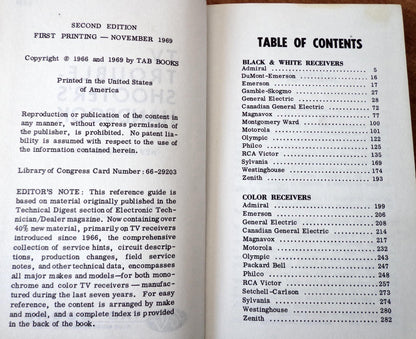 SECOND EDITION
FIRST PRINTING — NOVEMBER 1969
Copyright © 1966 and 1969 by TAB BOOKS
Printed in the United States
of America
Reproduction or publication of the content in
any manner, without express permission of
the publisher, is prohibited. No patent liabi-
ility is assumed with respect to the use of
the information contained herein.
Library of Congress Card Number: 66-29203
EDITOR'S NOTE: This reference guide is
based on material originally published in the
Technical Digest section of Electronic Tech-
nician/Dealer magazine. Now containing over
40% new material, primarily on TV receivers
introduced since 1966, the comprehensive
collection of service hints, circuit descrip-
tions, production changes, field service
notes, and other technical data, encompasses
all major makes and models—for both mono-
chrome and color TV receivers — manufac-
tured during the last seven years. For easy
reference, the content is arranged by make
and model, and a complete index is provided
in the back of the book.
TABLE OF CONTENTS
BLACK & WHITE RECEIVERS
Admiral 5
DuMont-Emerson 16
Emerson 17
Gamble-Skogmo 27
General Electric 28
Canadian General Electric 72
Magnavox 77
Montgomery Ward 100
Motorola 101
Olympic 122
Philco 125
RCA Victor 135
Sylvania 169
Westinghouse 174
Zenith 193
COLOR RECEIVERS
Admiral 199
Emerson 206
General Electric 208
Canadian General Electric 214
Magnavox 217
Motorola 232
Olympic 243
Packard Bell 247
Philco 248
RCA Victor 257
Setchell-Carlson 273
Sylvania 274
Westinghouse 280
Zenith 282